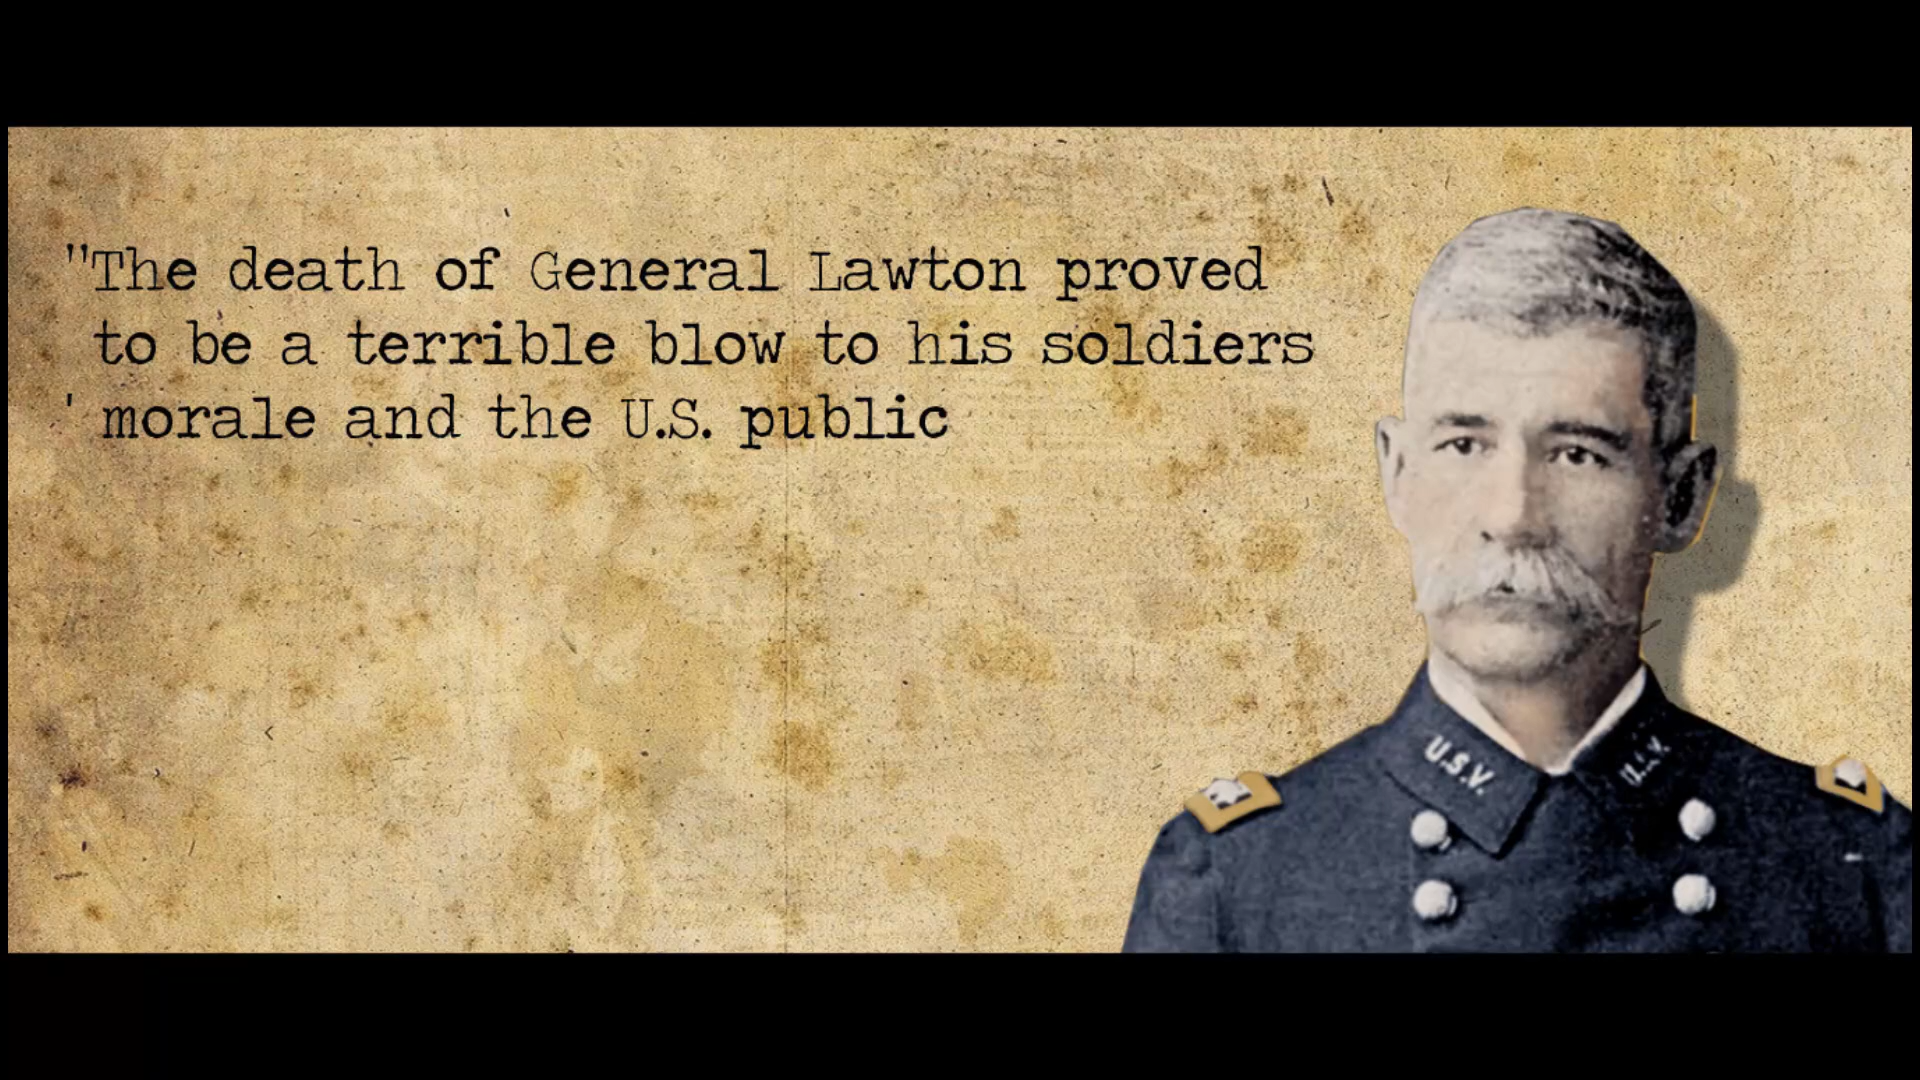 "The death of General Lawton proved
to be a terrible blow to his soldiers
' morale and the U.S. public
U.S.V.
U.S.V.